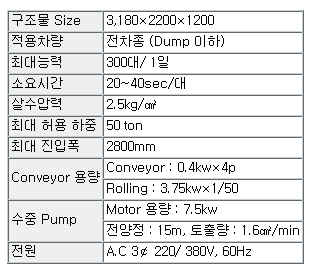 구조물 Size 3,180×2200×1200
적용차량 전차종 (Dump 이하)
최대능력 300대/ 1일
소요시간 20~40sec/대
살수압력 2.5kg/㎠
최대 허용 하중 50 ton
최대 진입폭 2800mm
Conveyor 용량 Conveyor : 0.4kw×4p
Rolling : 3.75kw×1/50
수중 Pump Motor 용량 : 7.5kw
전양정 : 15m, 토출량 : 1.6㎥/min
전원 A.C 3¢ 220/ 380V, 60Hz